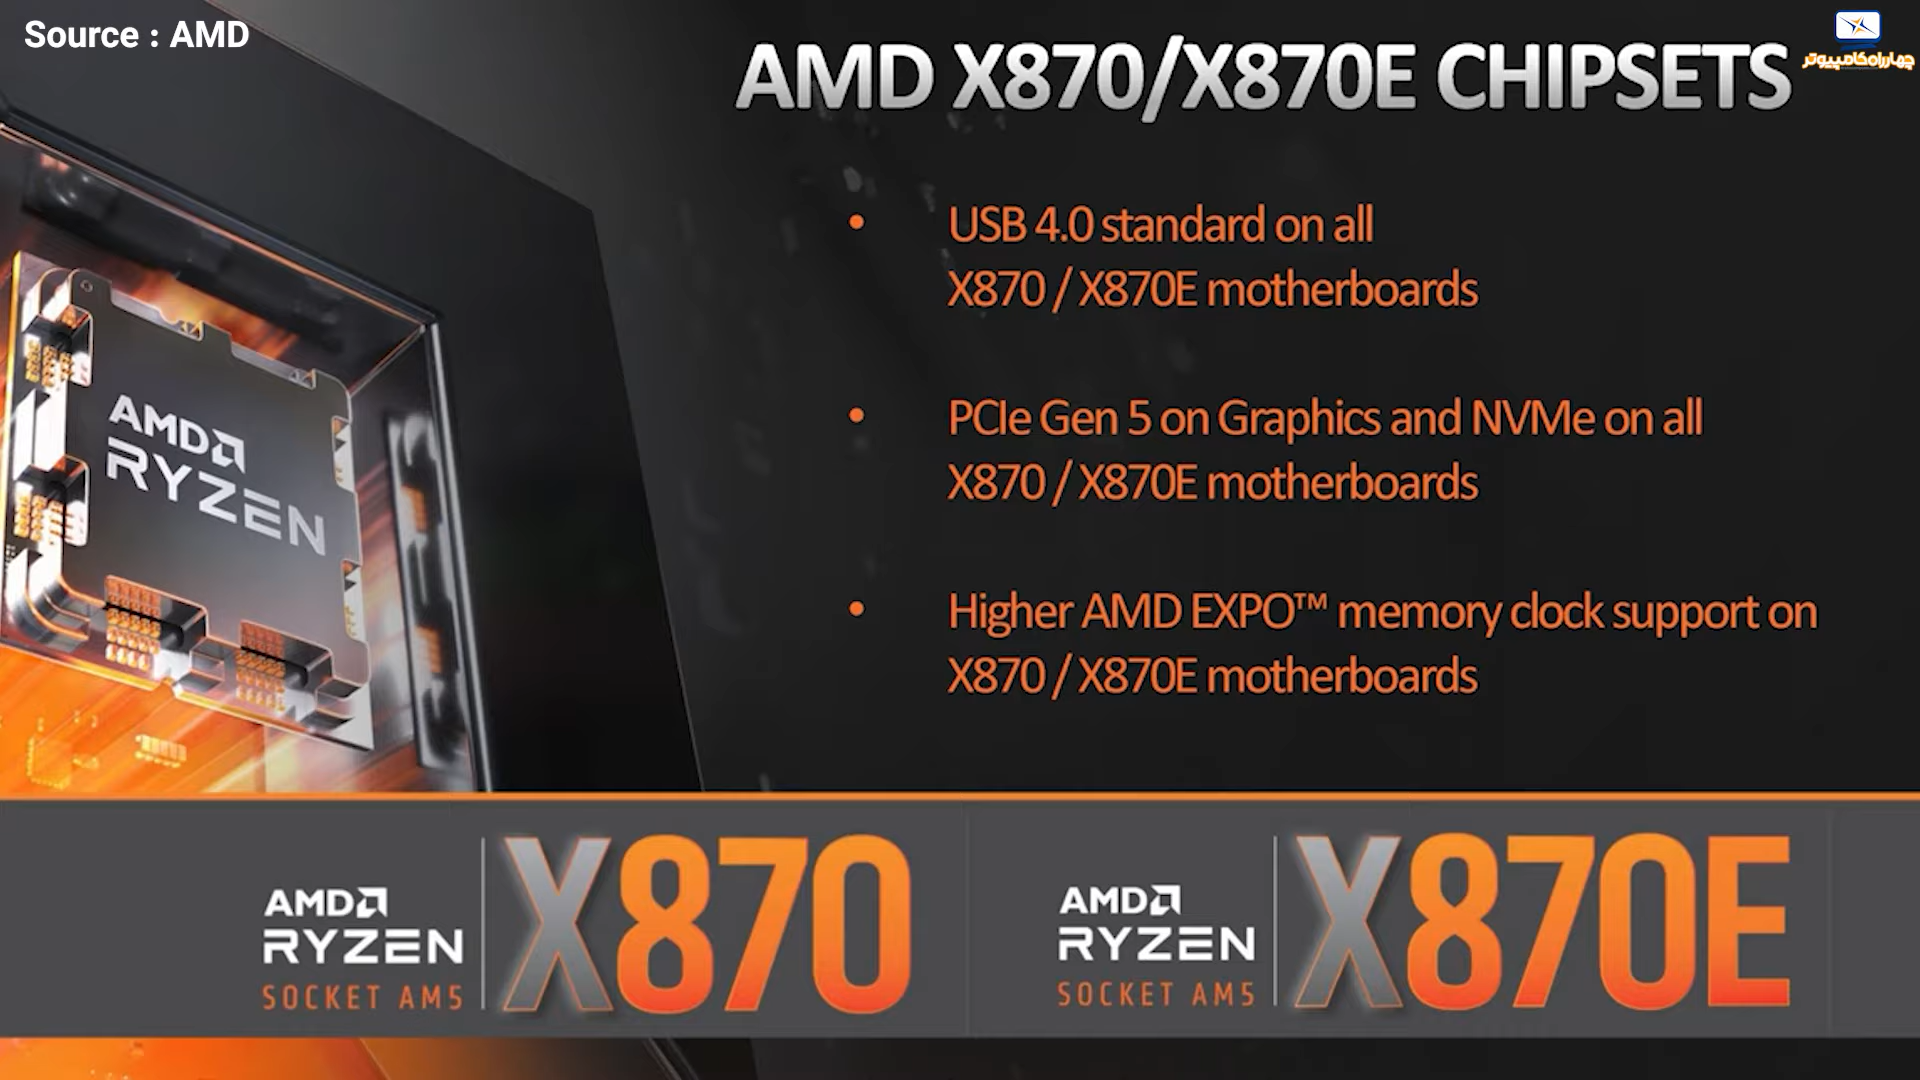 Source : AMD
چهارراه کامپیوتر
AMD X870/X870E CHIPSETS
• USB 4.0 standard on all
X870 / X870E motherboards
• PCIe Gen 5 on Graphics and NVMe on all
X870 / X870E motherboards
• Higher AMD EXPO™ memory clock support on
X870 / X870E motherboards
AMD
RYZEN
AMD
RYZEN
SOCKET AM5
X870
AMD
RYZEN
SOCKET AM5
X870E